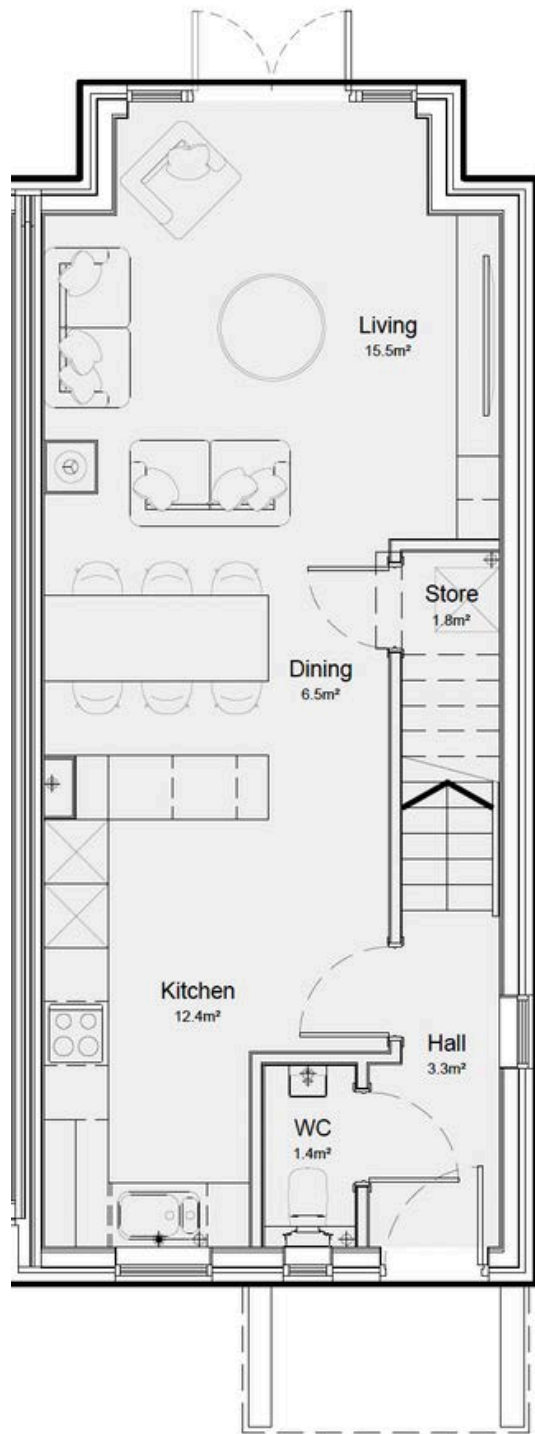 Living
15.5m²
Store
1.8m²
Dining
6.5m²
Kitchen
12.4m²
Hall
3.3m²
WC
1.4m²